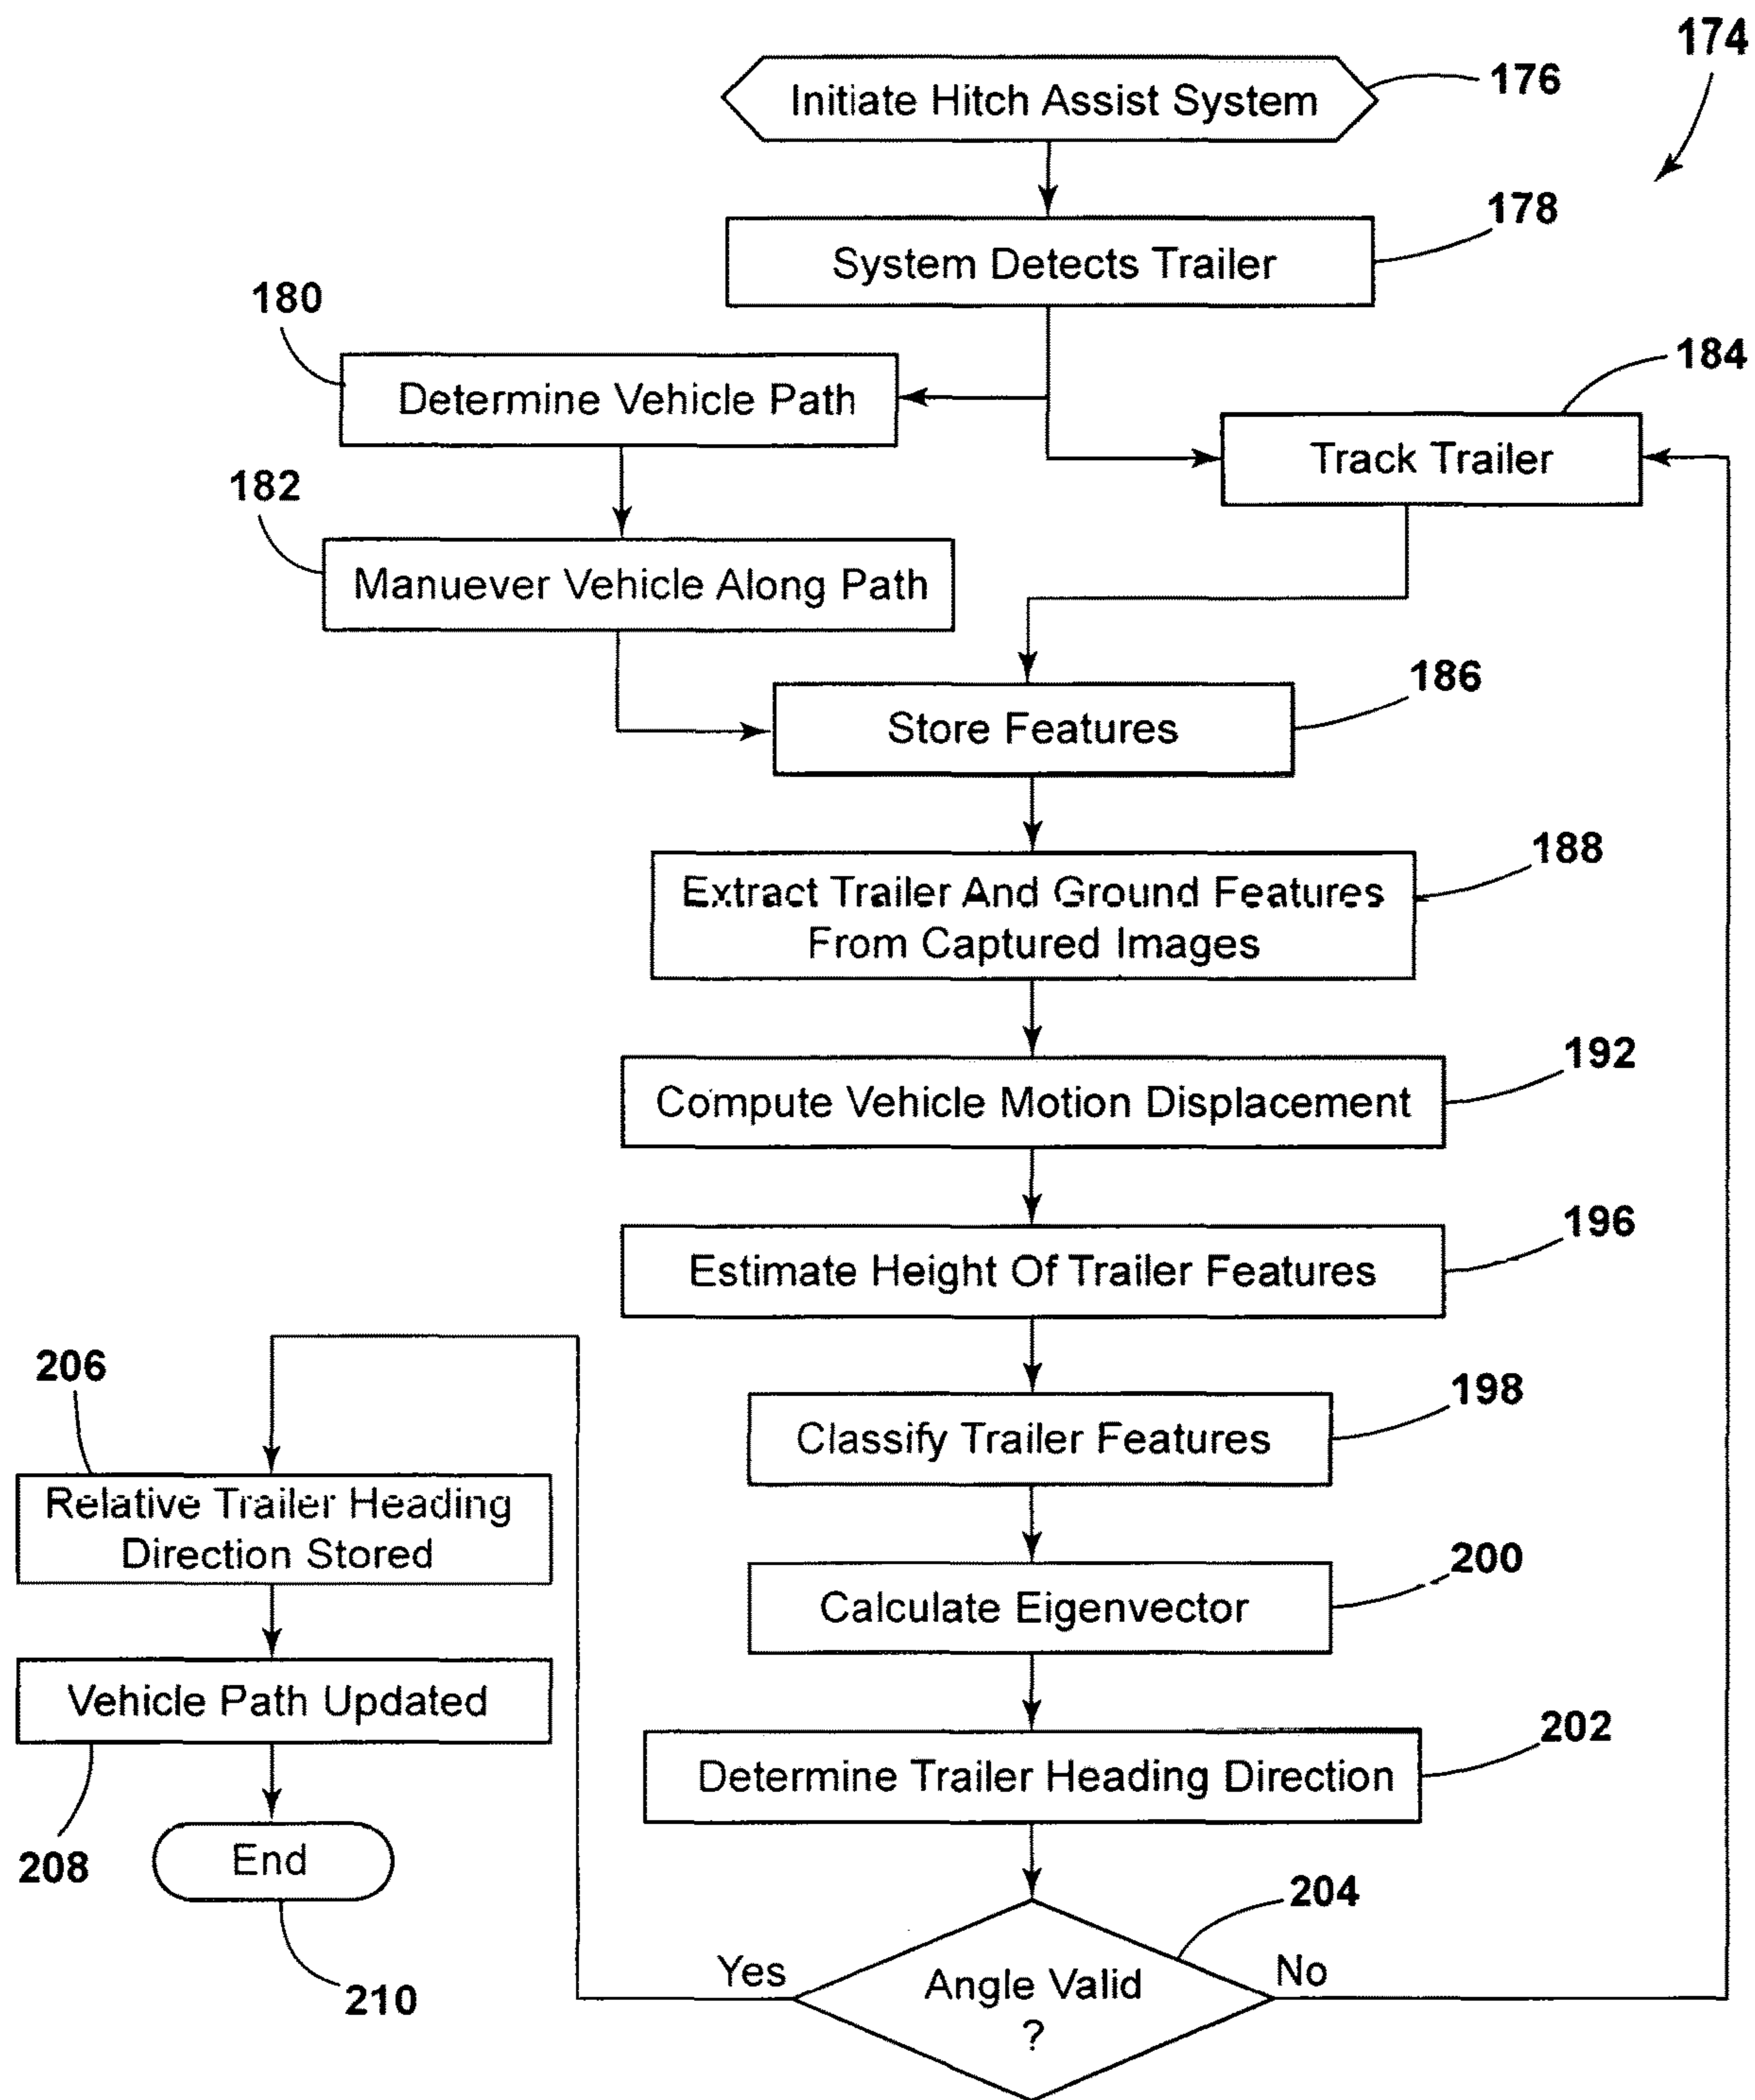 174
Initiate Hitch Assist System
176
System Detects Trailer
178
180
Determine Vehicle Path
184
Track Trailer
182
Manuever Vehicle Along Path
186
Store Features
188
Extract Trailer And Ground Features
From Captured Images
192
Compute Vehicle Motion Displacement
196
Estimate Height Of Trailer Features
198
Classify Trailer Features
200
Calculate Eigenvector
202
Determine Trailer Heading Direction
204
Angle Valid
?
Yes
No
206
Relative Trailer Heading
Direction Stored
Vehicle Path Updated
208
End
210